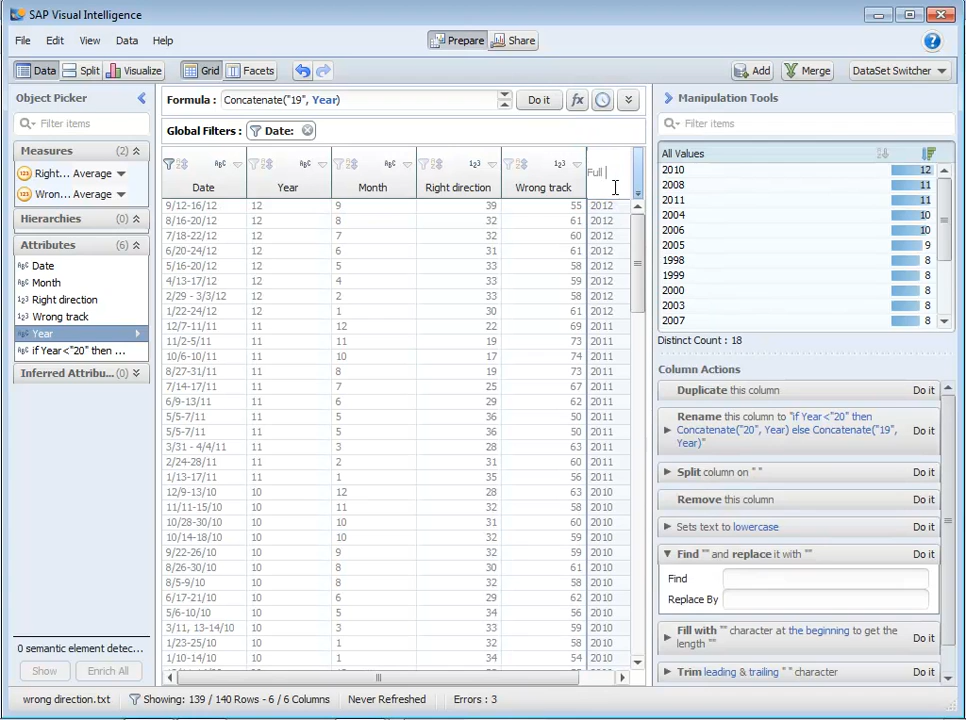 SAP Visual Intelligence
File Edit View Data Help
Prepare Share
Data Split Visualize Grid Facets
Add Merge DataSet Switcher
Object Picker
Filter items
Measures (2)
Right... Average
Wron... Average
Hierarchies (0)
Attributes (6)
Date
Month
Right direction
Wrong track
Year
if Year<"20" then ...
Inferred Attribu... (0)
0 semantic element detec...
Show Enrich All
Formula : Concatenate("19", Year) Do it fx
Global Filters : Date:
Date Year Month Right direction Wrong track Full
9/12-16/12 12 9 39 55 2012
8/16-20/12 12 8 32 61 2012
7/18-22/12 12 7 32 60 2012
6/20-24/12 12 6 31 61 2012
5/16-20/12 12 5 33 58 2012
4/13-17/12 12 4 33 59 2012
2/29 - 3/3/12 12 2 33 58 2012
1/22-24/12 12 1 30 61 2012
12/7-11/11 11 12 22 69 2011
11/2-5/11 11 11 19 73 2011
10/6-10/11 11 10 17 74 2011
8/27-31/11 11 8 19 73 2011
7/14-17/11 11 7 25 67 2011
6/9-13/11 11 6 29 62 2011
5/5-7/11 11 5 36 50 2011
5/5-7/11 11 5 36 50 2011
3/31 - 4/4/11 11 3 28 63 2011
2/24-28/11 11 2 31 60 2011
1/13-17/11 11 1 35 56 2011
12/9-13/10 10 12 28 63 2010
11/11-15/10 10 11 32 58 2010
10/28-30/10 10 10 31 60 2010
10/14-18/10 10 10 32 59 2010
9/22-26/10 10 9 32 59 2010
8/26-30/10 10 8 30 61 2010
8/5-9/10 10 8 32 58 2010
6/17-21/10 10 6 29 62 2010
5/6-10/10 10 5 34 56 2010
3/11, 13-14/10 10 3 33 59 2010
1/23-25/10 10 1 32 58 2010
1/10-14/10 10 1 34 54 2010
Manipulation Tools
Filter items
All Values
2010 12
2008 11
2011 11
2004 10
2006 10
2005 9
1998 8
1999 8
2000 8
2003 8
2007 8
Distinct Count : 18
Column Actions
Duplicate this column Do it
Rename this column to "if Year<"20" then
Concatenate("20", Year) else Concatenate("19", Do it
Year)"
Split column on " " Do it
Remove this column Do it
Sets text to lowercase Do it
Find "" and replace it with "" Do it
Find
Replace By
Fill with "" character at the beginning to get the Do it
length ""
Trim leading & trailing " " character Do it
wrong direction.txt Showing: 139 / 140 Rows - 6 / 6 Columns Never Refreshed Errors : 3